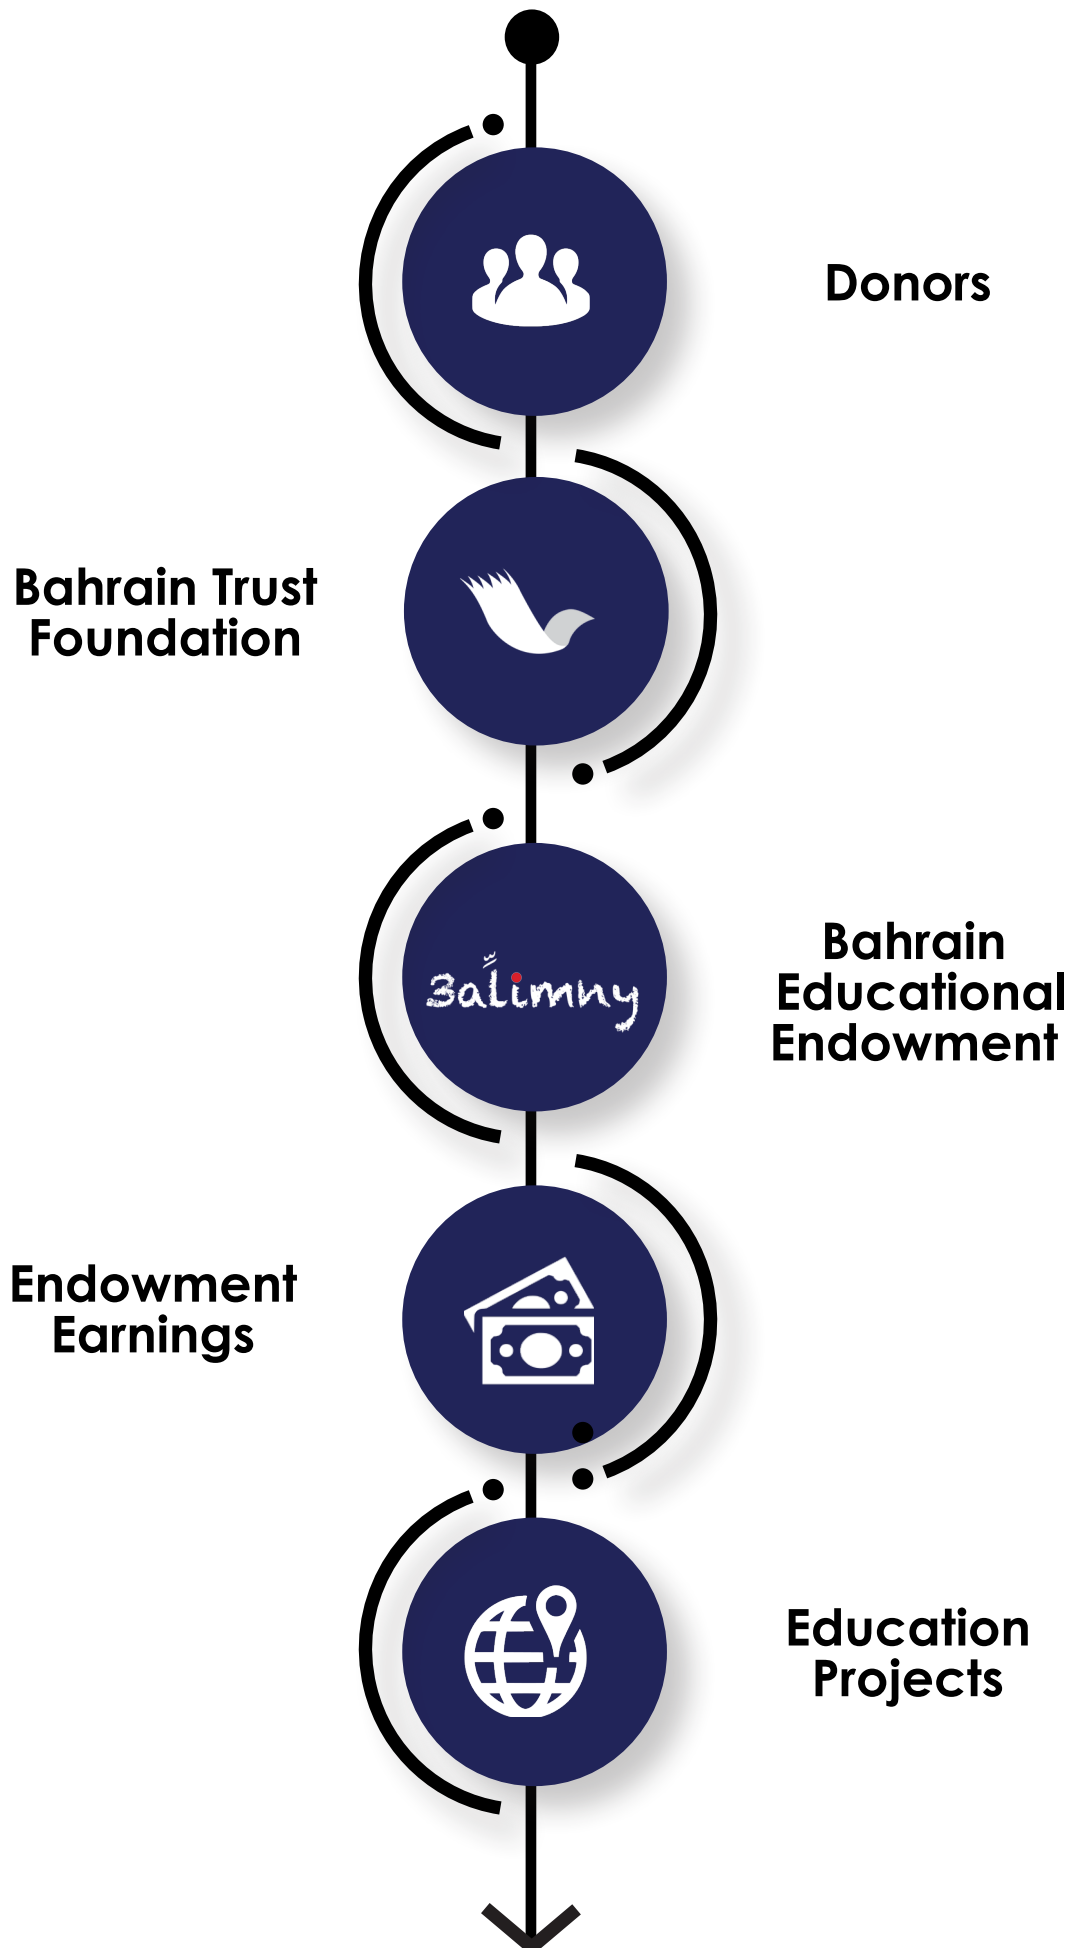 Donors
Bahrain Trust
Foundation
3alimny
Bahrain
Educational
Endowment
Endowment
Earnings
Education
Projects